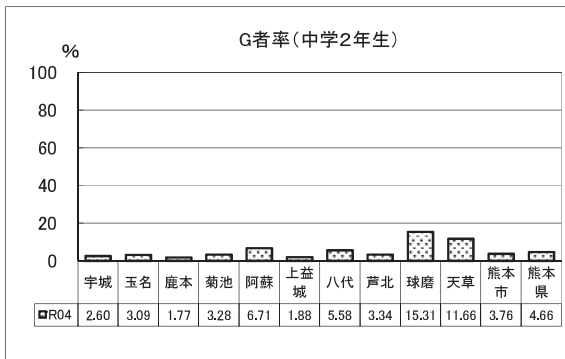 G者率(中学2年生)
%
100
80
60
40
20
0
宇城 玉名 鹿本 菊池 阿蘇 上益城 八代 芦北 球磨 天草 熊本市 熊本県
R04 2.60 3.09 1.77 3.28 6.71 1.88 5.58 3.34 15.31 11.66 3.76 4.66